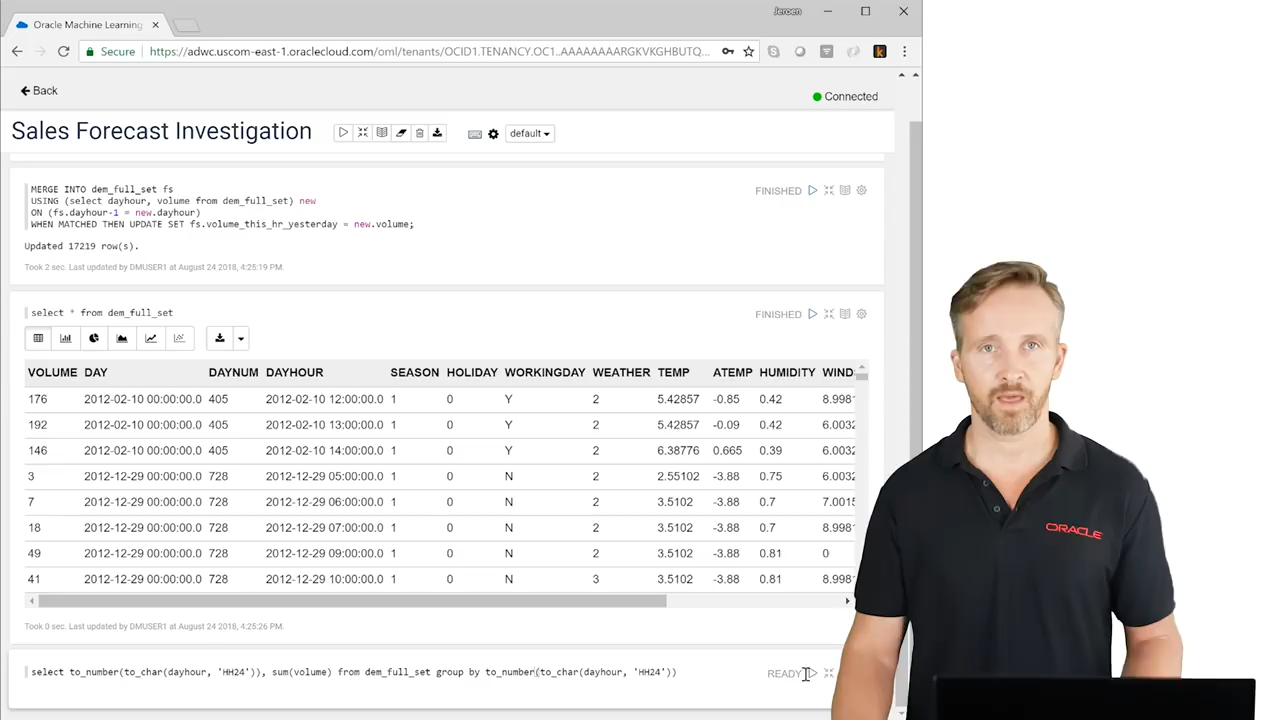 Jeroen
Oracle Machine Learning
Secure https://adwc.uscom-east-1.oraclecloud.com/oml/tenants/OCID1.TENANCY.OC1..AAAAAAAARGKVKGHBUTQ...
Back
Connected
Sales Forecast Investigation default
MERGE INTO dem_full_set fs FINISHED
USING (select dayhour, volume from dem_full_set) new
ON (fs.dayhour-1 = new.dayhour)
WHEN MATCHED THEN UPDATE SET fs.volume_this_hr_yesterday = new.volume;
Updated 17219 row(s).
Took 2 sec. Last updated by DMUSER1 at August 24 2018, 4:25:19 PM.
select * from dem_full_set FINISHED
VOLUME DAY DAYNUM DAYHOUR SEASON HOLIDAY WORKINGDAY WEATHER TEMP ATEMP HUMIDITY WIND
176 2012-02-10 00:00:00.0 405 2012-02-10 12:00:00.0 1 0 Y 2 5.42857 -0.85 0.42 8.9981
192 2012-02-10 00:00:00.0 405 2012-02-10 13:00:00.0 1 0 Y 2 5.42857 -0.09 0.42 6.0032
146 2012-02-10 00:00:00.0 405 2012-02-10 14:00:00.0 1 0 Y 2 6.38776 0.665 0.39 6.0032
3 2012-12-29 00:00:00.0 728 2012-12-29 05:00:00.0 1 0 N 2 2.55102 -3.88 0.75 6.0032
7 2012-12-29 00:00:00.0 728 2012-12-29 06:00:00.0 1 0 N 2 3.5102 -3.88 0.7 7.0015
18 2012-12-29 00:00:00.0 728 2012-12-29 07:00:00.0 1 0 N 2 3.5102 -3.88 0.7 8.9981
49 2012-12-29 00:00:00.0 728 2012-12-29 09:00:00.0 1 0 N 2 3.5102 -3.88 0.81 0
41 2012-12-29 00:00:00.0 728 2012-12-29 10:00:00.0 1 0 N 3 3.5102 -3.88 0.81 8.9981
Took 0 sec. Last updated by DMUSER1 at August 24 2018, 4:25:26 PM.
select to_number(to_char(dayhour, 'HH24')), sum(volume) from dem_full_set group by to_number(to_char(dayhour, 'HH24')) READY
ORACLE